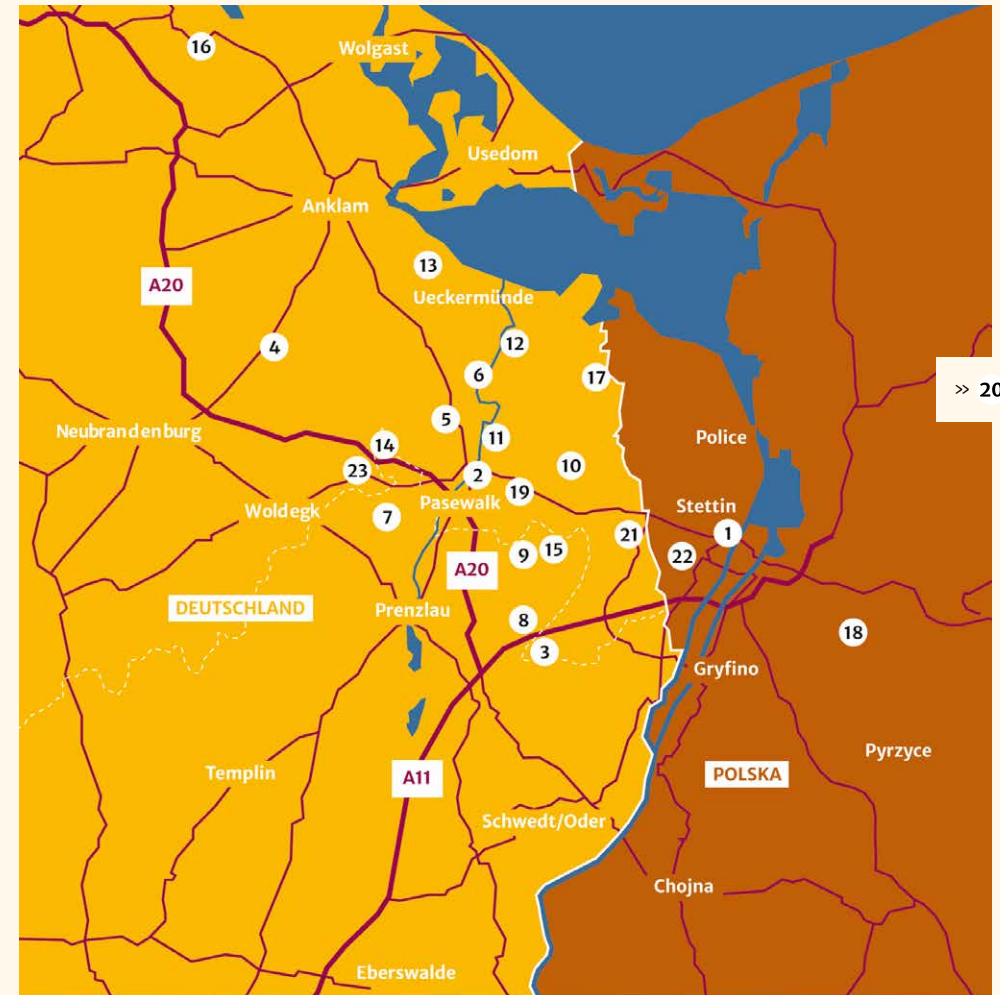 16
Wolgast
Usedom
Anklam
13
A20
Ueckermünde
12
4
6
17
» 20
5
Neubrandenburg
11
Police
14
10
23
2
19
Pasewalk
Stettin
Woldegk
7
21
1
9
15
22
A20
DEUTSCHLAND
Prenzlau
8
18
3
Gryfino
Pyrzyce
Templin
A11
POLSKA
Schwedt/Oder
Chojna
Eberswalde